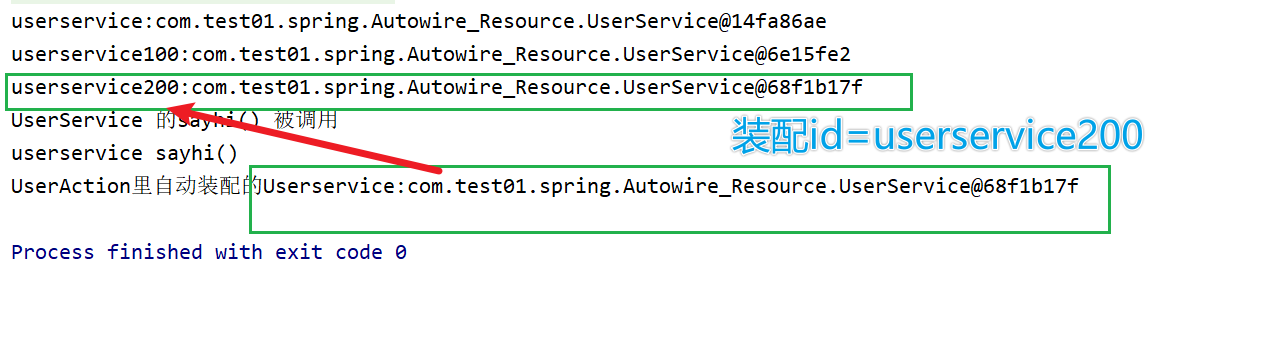 userservice:com.test01.spring.Autowire_Resource.UserService@14fa86ae
userservice100:com.test01.spring.Autowire_Resource.UserService@6e15fe2
userservice200:com.test01.spring.Autowire_Resource.UserService@68f1b17f
UserService 的sayhi() 被调用
装配id=userservice200
userservice sayhi()
UserAction里自动装配的Userservice:com.test01.spring.Autowire_Resource.UserService@68f1b17f
Process finished with exit code 0